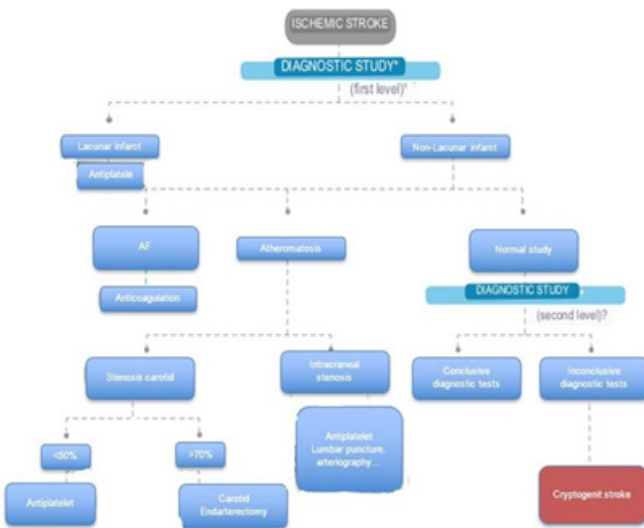 ISCHEMIC STROKE
DIAGNOSTIC STUDY*
(first level)¹
Lacunar infarct
Non-Lacunar infarct
Antiplatele
AF
Atheromatosis
Normal study
Anticoagulation
DIAGNOSTIC STUDY
(second level)?
Stenosis carotid
Intracraneal
stenosis
Conclusive
diagnostic tests
Inconclusive
diagnostic tests
Antiplatelet
Lumbar puncture,
arteriography...
<50%
>70%
Antiplatelet
Carotid
Endarterectomy
Cryptogenit stroke